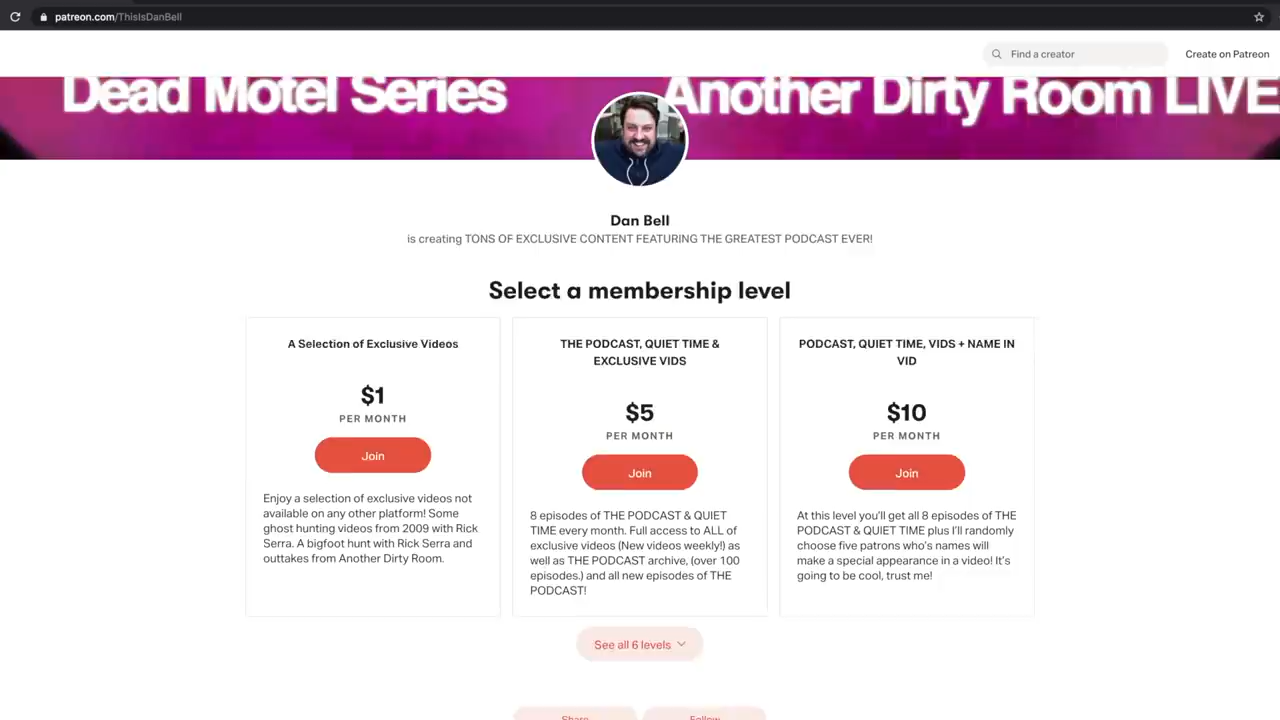 patreon.com/ThisIsDanBell
Find a creator
Create on Patreon
Dead Motel Series
Another Dirty Room LIVE
Dan Bell
is creating TONS OF EXCLUSIVE CONTENT FEATURING THE GREATEST PODCAST EVER!
Select a membership level
A Selection of Exclusive Videos
$1
PER MONTH
Join
Enjoy a selection of exclusive videos not
available on any other platform! Some
ghost hunting videos from 2009 with Rick
Serra. A bigfoot hunt with Rick Serra and
outtakes from Another Dirty Room.
THE PODCAST, QUIET TIME &
EXCLUSIVE VIDS
$5
PER MONTH
Join
8 episodes of THE PODCAST & QUIET
TIME every month. Full access to ALL of
exclusive videos (New videos weekly!) as
well as THE PODCAST archive, (over 100
episodes.) and all new episodes of THE
PODCAST!
PODCAST, QUIET TIME, VIDS + NAME IN
VID
$10
PER MONTH
Join
At this level you'll get all 8 episodes of THE
PODCAST & QUIET TIME plus I'll randomly
choose five patrons who's names will
make a special appearance in a video! It's
going to be cool, trust me!
See all 6 levels
Share
Follow